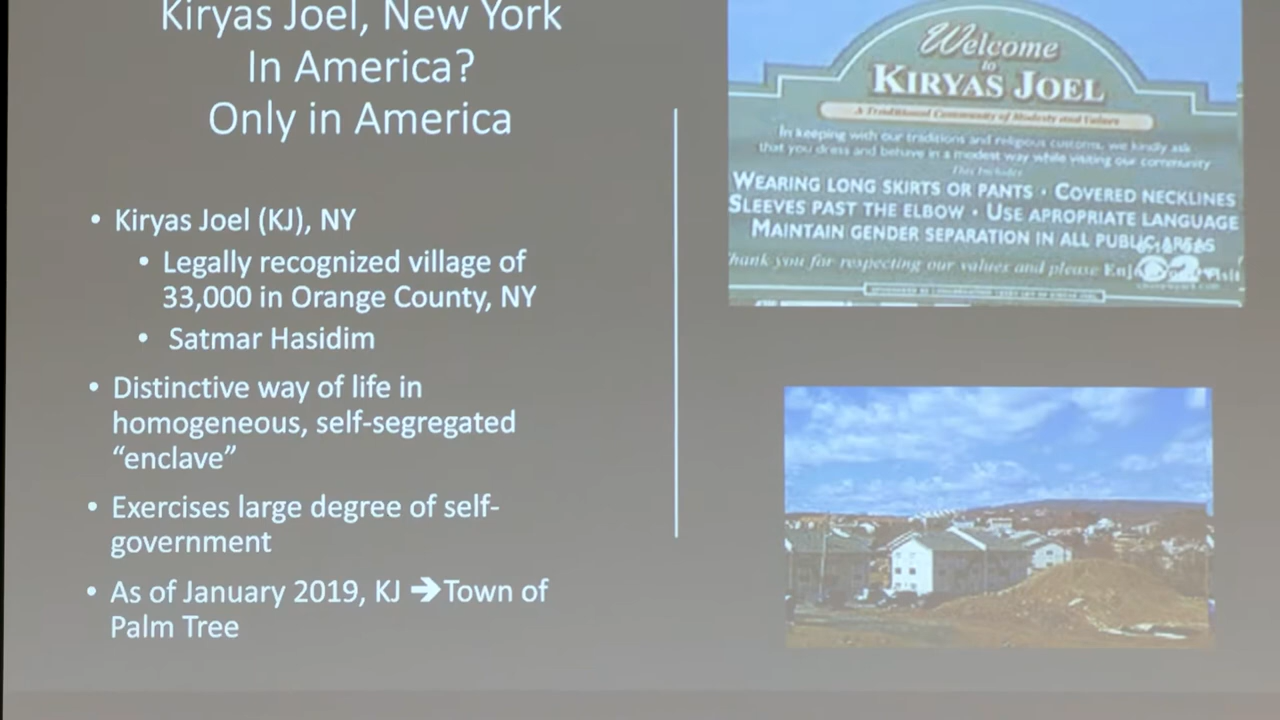 Kiryas Joel, New York
In America?
Only in America
• Kiryas Joel (KJ), NY
• Legally recognized village of
33,000 in Orange County, NY
• Satmar Hasidim
• Distinctive way of life in
homogeneous, self-segregated
“enclave”
• Exercises large degree of self-
government
• As of January 2019, KJ ➔Town of
Palm Tree
Welcome
to
KIRYAS JOEL
A Traditional Community of Modesty and Values
In keeping with our traditions and religious customs, we kindly ask
that you dress and behave in a modest way while visiting our community
This includes
WEARING LONG SKIRTS OR PANTS • COVERED NECKLINES
SLEEVES PAST THE ELBOW • USE APROPRIATE LANGUAGE
MAINTAIN GENDER SEPARATION IN ALL PUBLIC AREAS
Thank you for respecting our values and please Enjoy
2